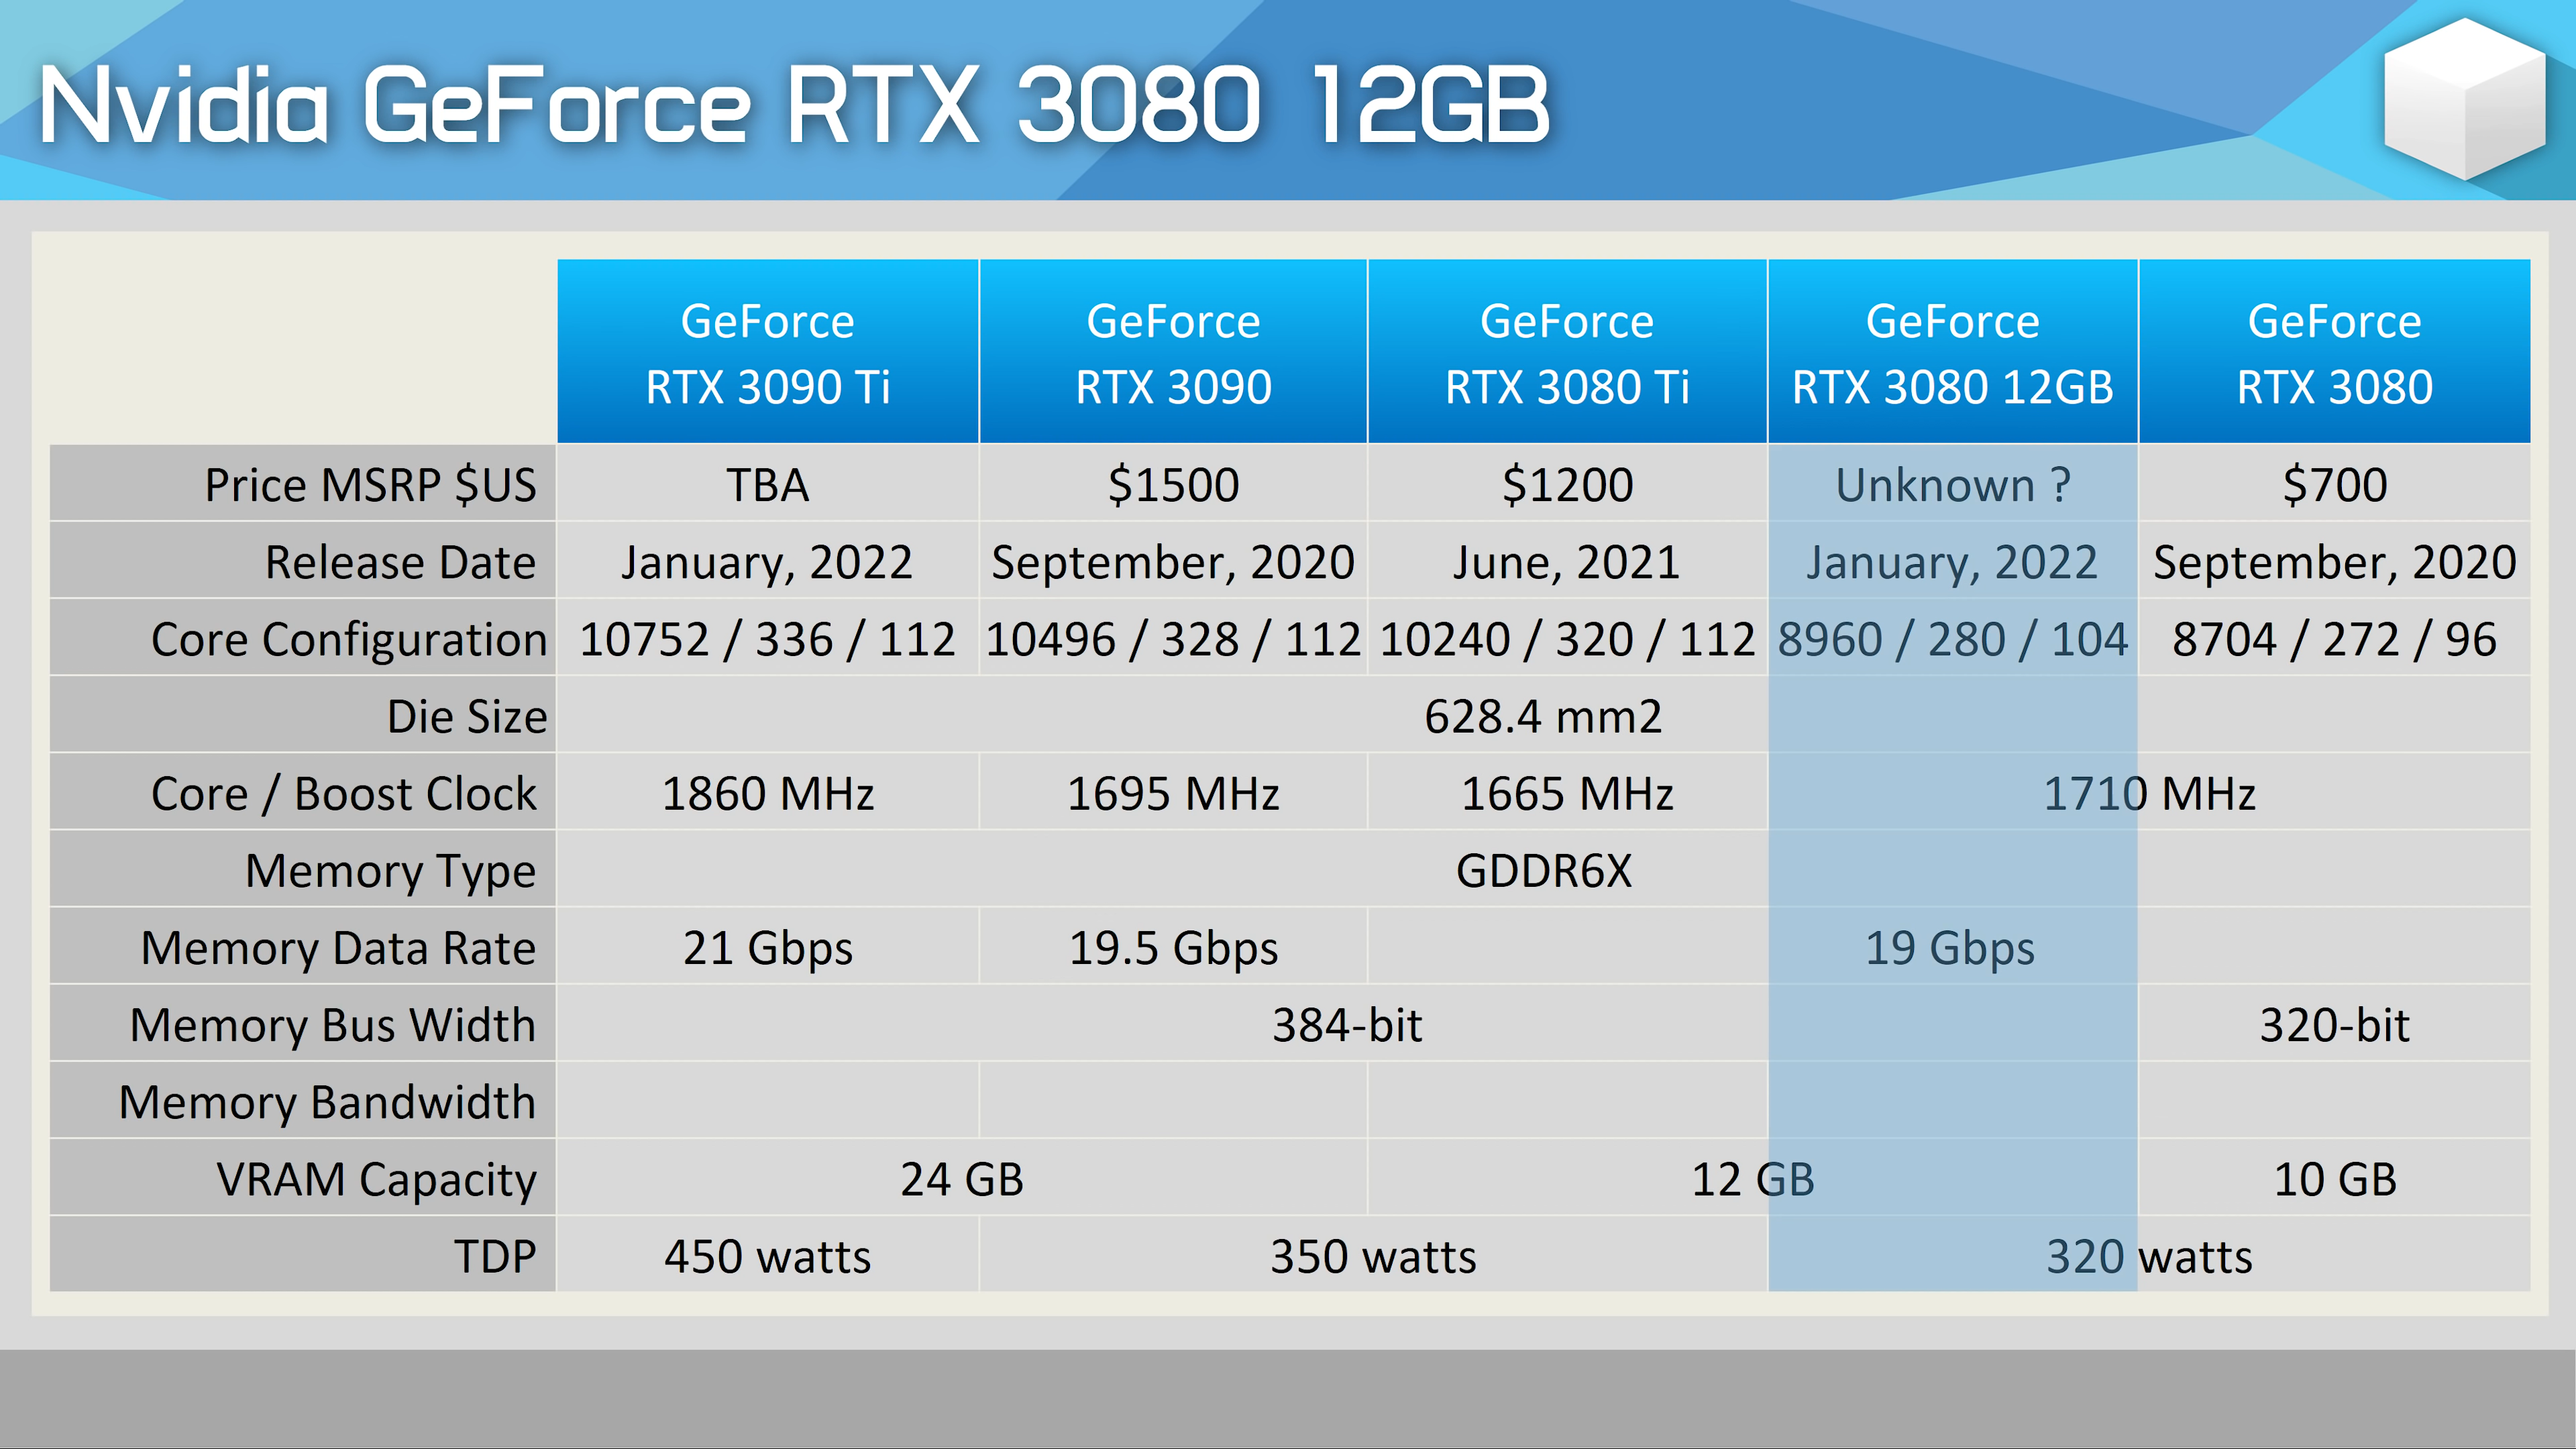 Nvidia GeForce RTX 3080 12GB
GeForce RTX 3090 Ti GeForce RTX 3090 GeForce RTX 3080 Ti GeForce RTX 3080 12GB GeForce RTX 3080
Price MSRP $US TBA $1500 $1200 Unknown ? $700
Release Date January, 2022 September, 2020 June, 2021 January, 2022 September, 2020
Core Configuration 10752 / 336 / 112 10496 / 328 / 112 10240 / 320 / 112 8960 / 280 / 104 8704 / 272 / 96
Die Size 628.4 mm2
Core / Boost Clock 1860 MHz 1695 MHz 1665 MHz 1710 MHz
Memory Type GDDR6X
Memory Data Rate 21 Gbps 19.5 Gbps 19 Gbps
Memory Bus Width 384-bit 320-bit
Memory Bandwidth
VRAM Capacity 24 GB 12 GB 10 GB
TDP 450 watts 350 watts 320 watts